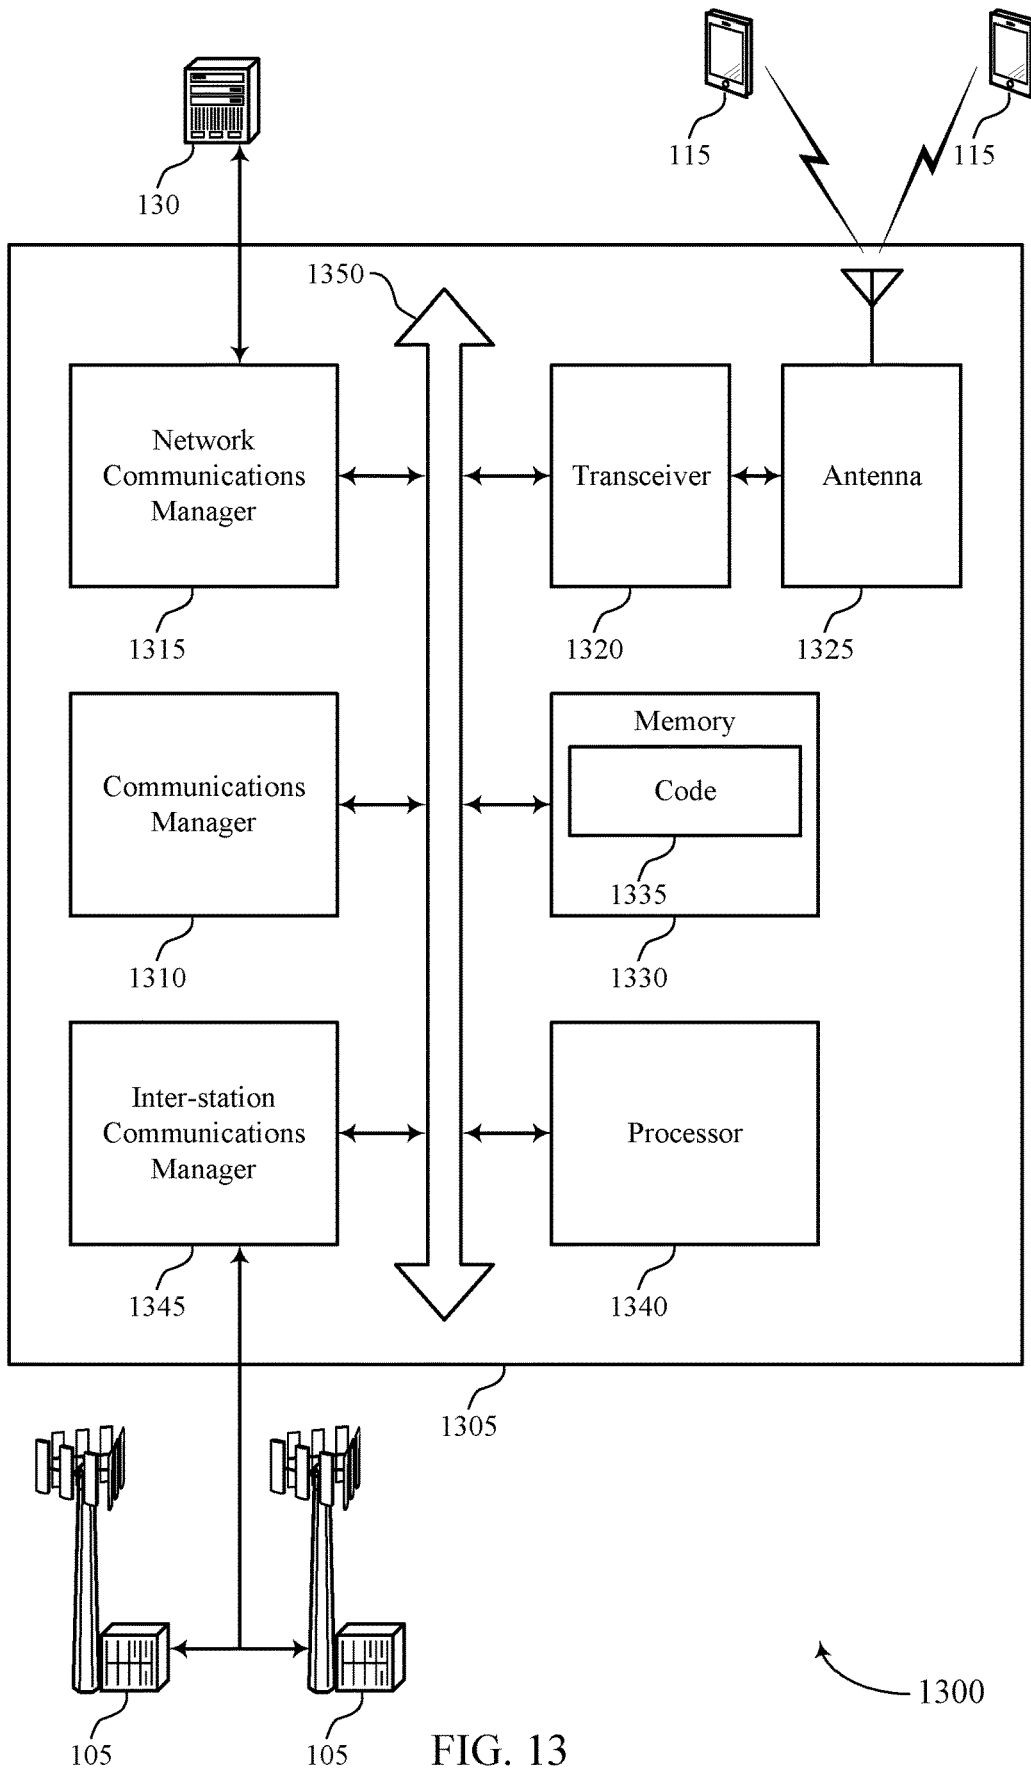 130
115
115
1350
Network
Communications
Manager
1315
Transceiver
1320
Antenna
1325
Communications
Manager
1310
Memory
Code
1335
1330
Inter-station
Communications
Manager
1345
Processor
1340
1305
105
105
1300
FIG. 13